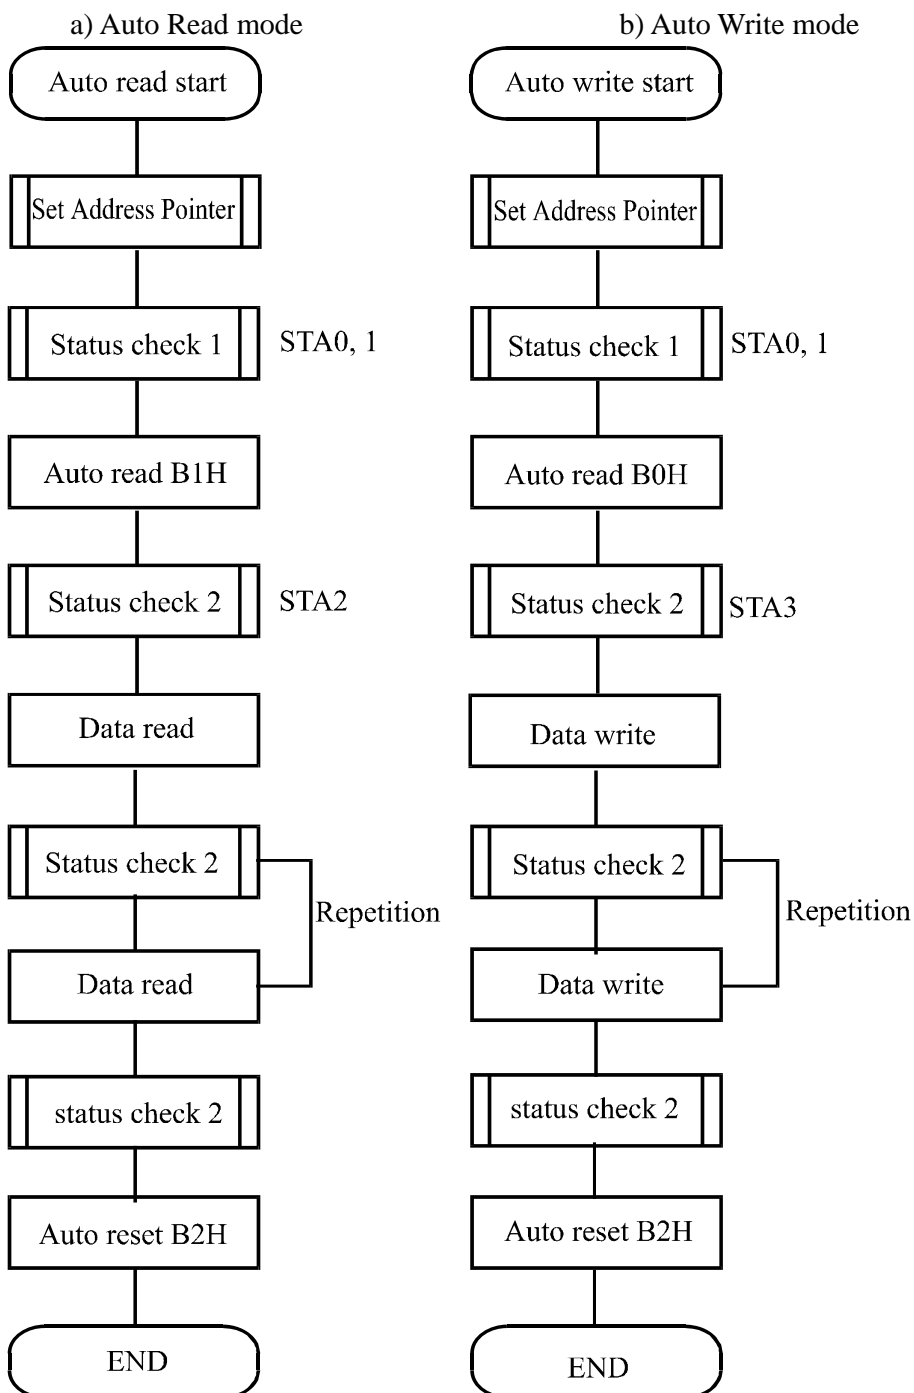 a) Auto Read mode
Auto read start
Set Address Pointer
Status check 1
STA0, 1
Auto read B1H
Status check 2
STA2
Data read
Status check 2
Repetition
Data read
status check 2
Auto reset B2H
END
b) Auto Write mode
Auto write start
Set Address Pointer
Status check 1
STA0, 1
Auto read B0H
Status check 2
STA3
Data write
Status check 2
Repetition
Data write
status check 2
Auto reset B2H
END